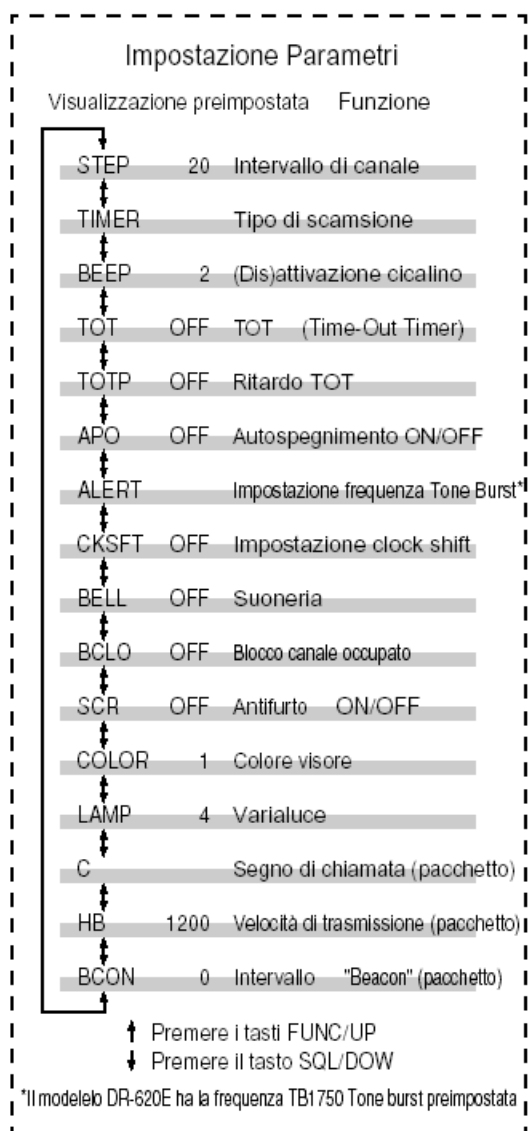 Impostazione Parametri
Visualizzazione preimpostata Funzione
STEP 20 Intervallo di canale
TIMER Tipo di scamsione
BEEP 2 (Dis)attivazione cicalino
TOT OFF TOT (Time-Out Timer)
TOTP OFF Ritardo TOT
APO OFF Autospegnimento ON/OFF
ALERT Impostazione frequenza Tone Burst*
CKSFT OFF Impostazione clock shift
BELL OFF Suoneria
BCLO OFF Blocco canale occupato
SCR OFF Antifurto ON/OFF
COLOR 1 Colore visore
LAMP 4 Varialuce
C Segno di chiamata (pacchetto)
HB 1200 Velocità di trasmissione (pacchetto)
BCON 0 Intervallo "Beacon" (pacchetto)
Premere i tasti FUNC/UP
Premere il tasto SQL/DOW
*Il modelelo DR-620E ha la frequenza TB1750 Tone burst preimpostata